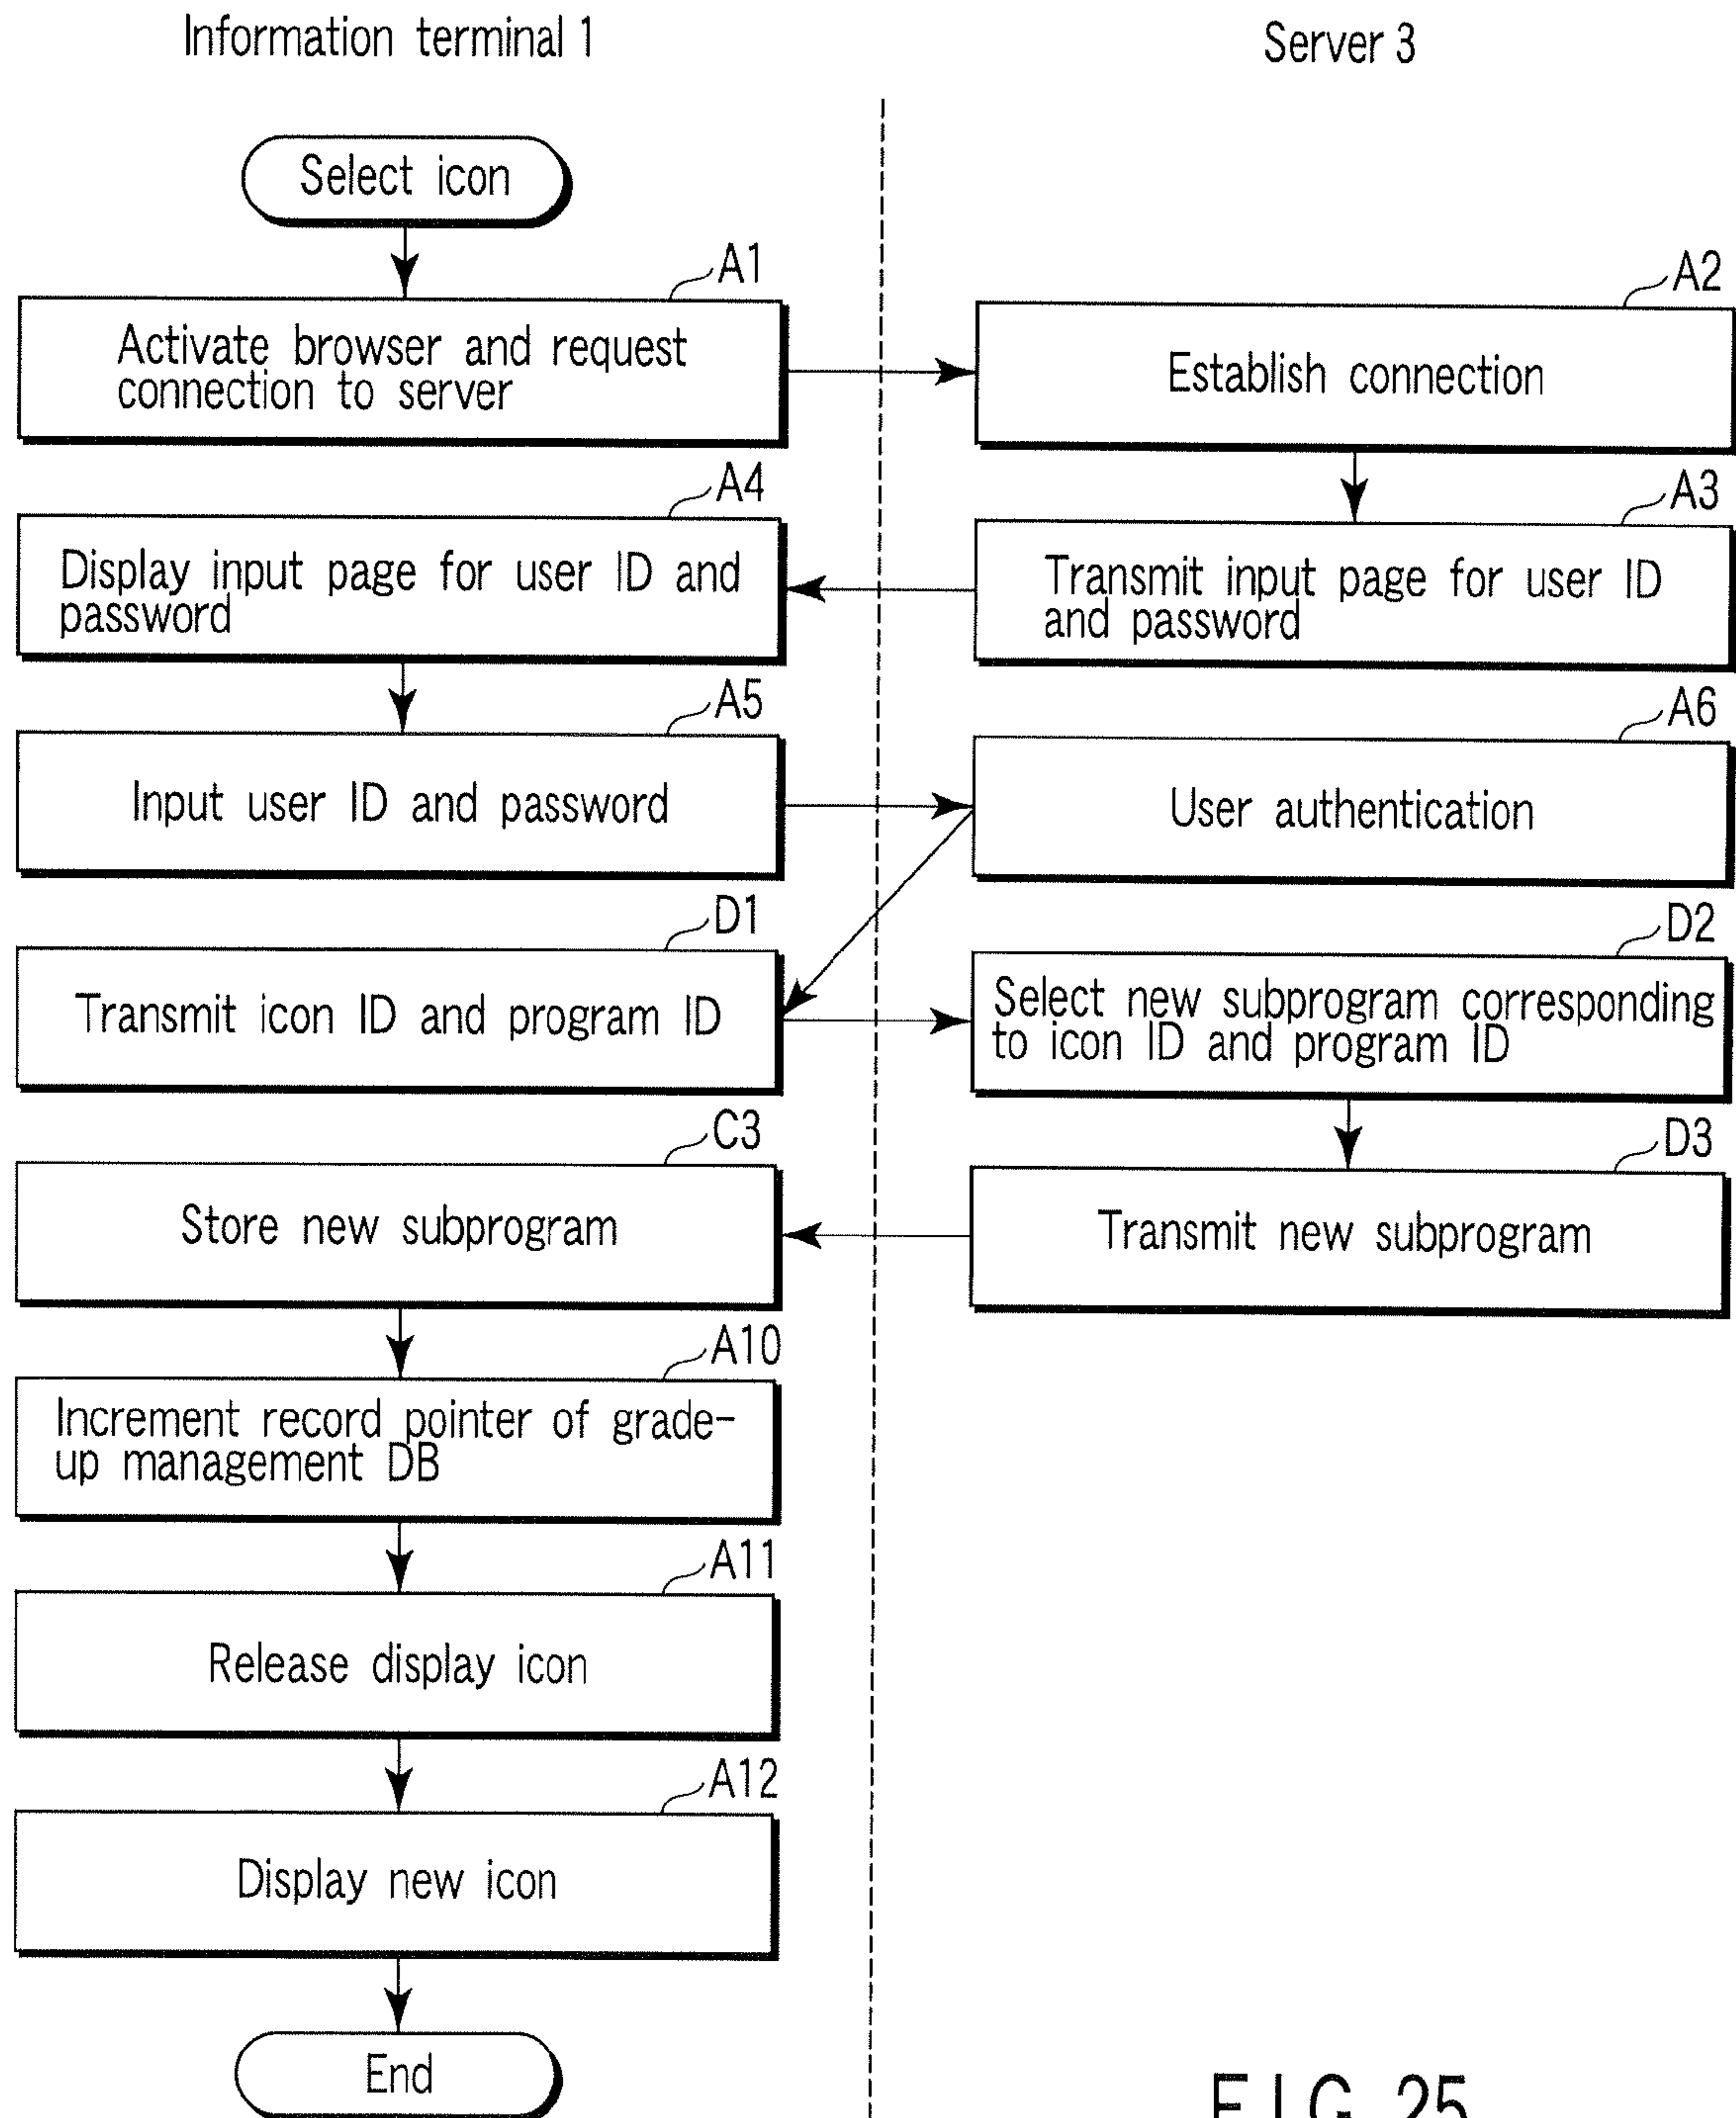 Information terminal 1
Server 3
Select icon
A1
Activate browser and request
connection to server
A2
Establish connection
A4
Display input page for user ID and
password
A3
Transmit input page for user ID
and password
A5
Input user ID and password
A6
User authentication
D1
Transmit icon ID and program ID
D2
Select new subprogram corresponding
to icon ID and program ID
C3
Store new subprogram
D3
Transmit new subprogram
A10
Increment record pointer of grade-
up management DB
A11
Release display icon
A12
Display new icon
End
FIG. 25